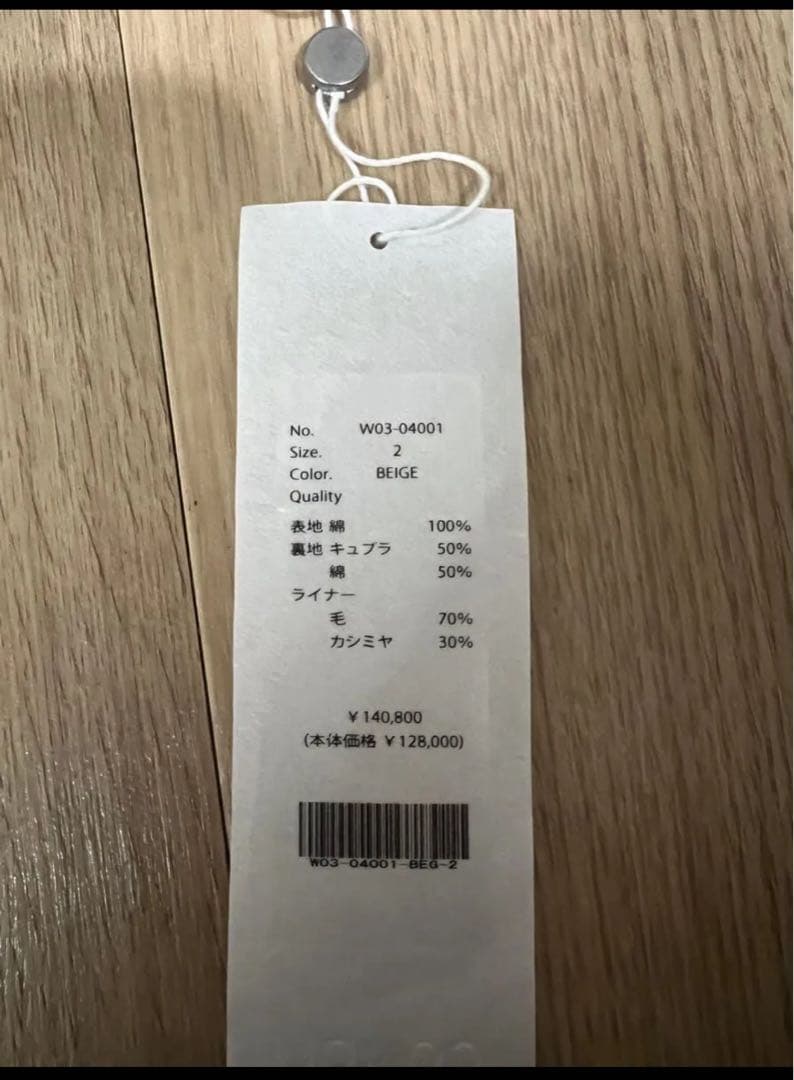 No. W03-04001
Size. 2
Color. BEIGE
Quality
表地 綿 100%
裏地 キュプラ 50%
綿 50%
ライナー
毛 70%
カシミヤ 30%
¥140,800
(本体価格 ¥128,000)
W03-04001-BEG-2